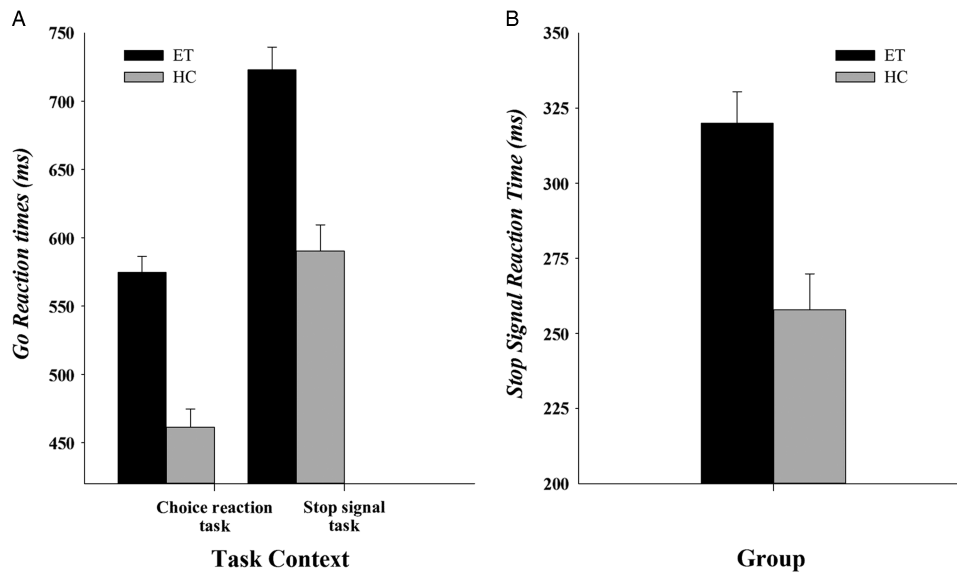 A
Go Reaction times (ms)
750
700
650
600
550
500
450
ET
HC
Choice reaction
task
Stop signal
task
Task Context
B
Stop Signal Reaction Time (ms)
350
325
300
275
250
225
200
ET
HC
Group